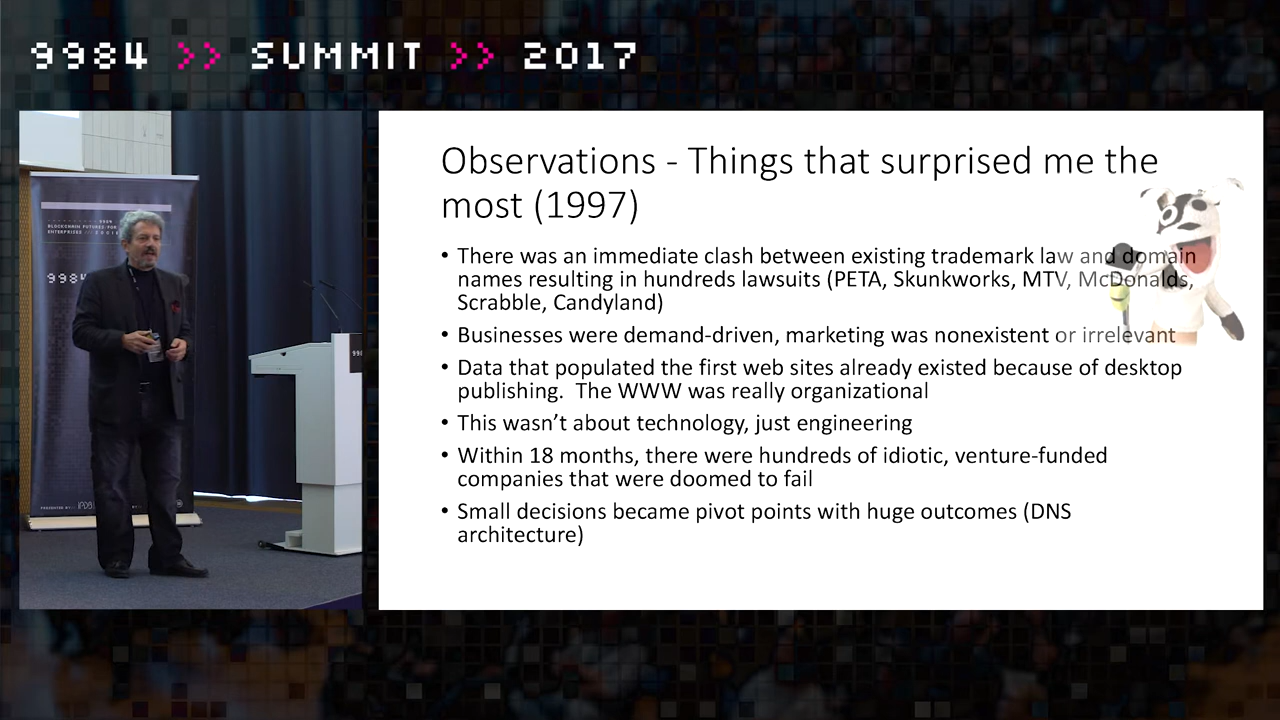 9984 >> SUMMIT >> 2017
Observations - Things that surprised me the
most (1997)
• There was an immediate clash between existing trademark law and domain
names resulting in hundreds lawsuits (PETA, Skunkworks, MTV, McDonalds,
Scrabble, Candyland)
• Businesses were demand-driven, marketing was nonexistent or irrelevant
• Data that populated the first web sites already existed because of desktop
publishing.  The WWW was really organizational
• This wasn’t about technology, just engineering
• Within 18 months, there were hundreds of idiotic, venture-funded
companies that were doomed to fail
• Small decisions became pivot points with huge outcomes (DNS
architecture)
BLOCKCHAIN FUTURES FOR
9984